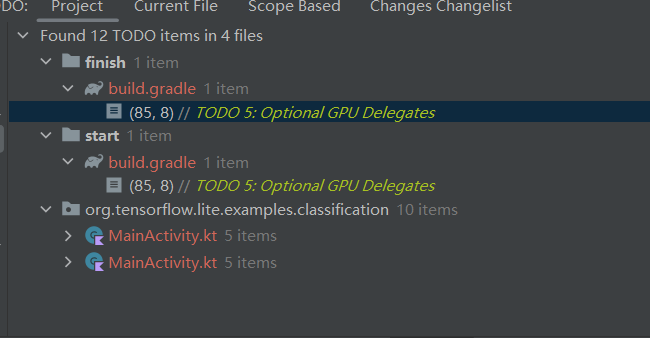 DO: Project Current File Scope Based Changes Changelist
Found 12 TODO items in 4 files
finish 1 item
build.gradle 1 item
(85, 8) // TODO 5: Optional GPU Delegates
start 1 item
build.gradle 1 item
(85, 8) // TODO 5: Optional GPU Delegates
org.tensorflow.lite.examples.classification 10 items
MainActivity.kt 5 items
MainActivity.kt 5 items